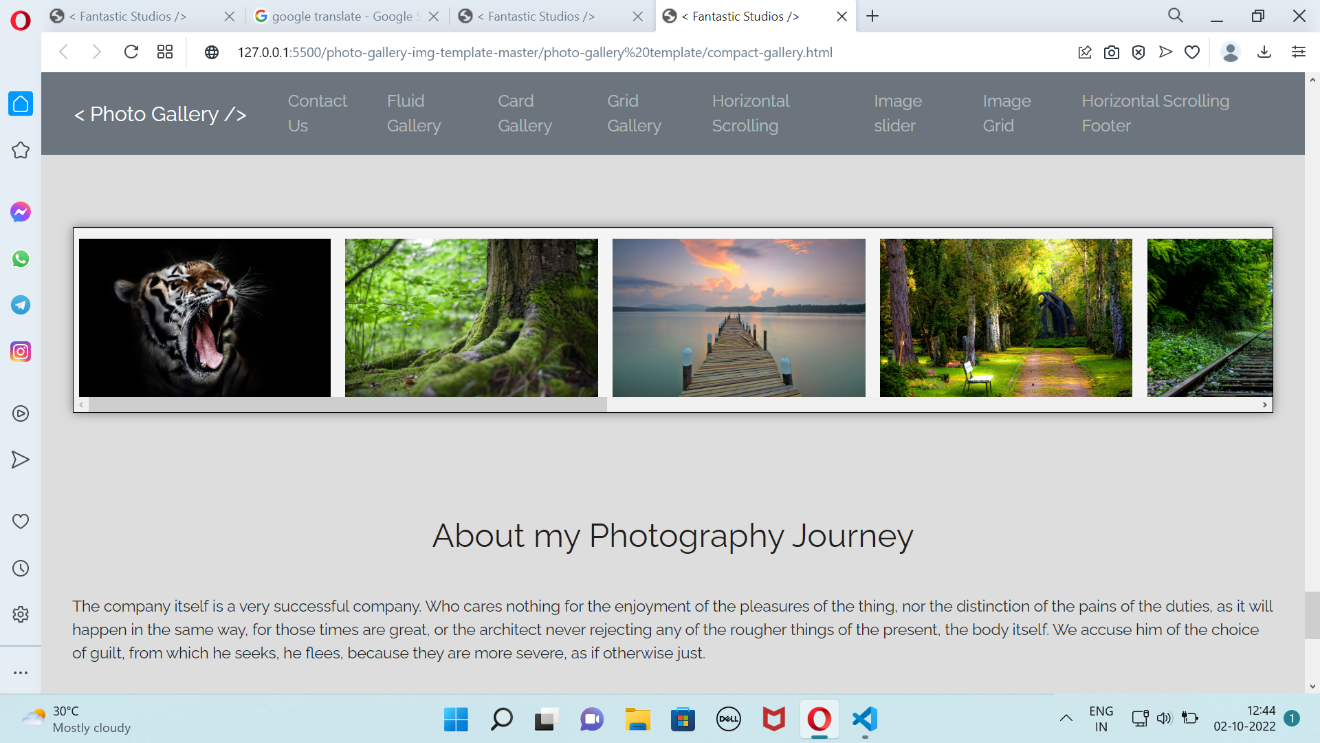 < Fantastic Studios />
google translate - Google S
< Fantastic Studios />
< Fantastic Studios />
127.0.0.1:5500/photo-gallery-img-template-master/photo-gallery%20template/compact-gallery.html
< Photo Gallery />
Contact
Us
Fluid
Gallery
Card
Gallery
Grid
Gallery
Horizontal
Scrolling
Image
slider
Image
Grid
Horizontal Scrolling
Footer
About my Photography Journey
The company itself is a very successful company. Who cares nothing for the enjoyment of the pleasures of the thing, nor the distinction of the pains of the duties, as it will
happen in the same way, for those times are great, or the architect never rejecting any of the rougher things of the present, the body itself. We accuse him of the choice
of guilt, from which he seeks, he flees, because they are more severe, as if otherwise just.
30°C
Mostly cloudy
DELL
ENG
IN
12:44
02-10-2022
1